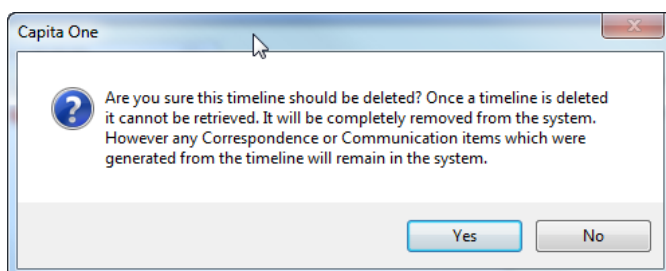 Capita One
Are you sure this timeline should be deleted? Once a timeline is deleted
it cannot be retrieved. It will be completely removed from the system.
However any Correspondence or Communication items which were
generated from the timeline will remain in the system.
Yes No